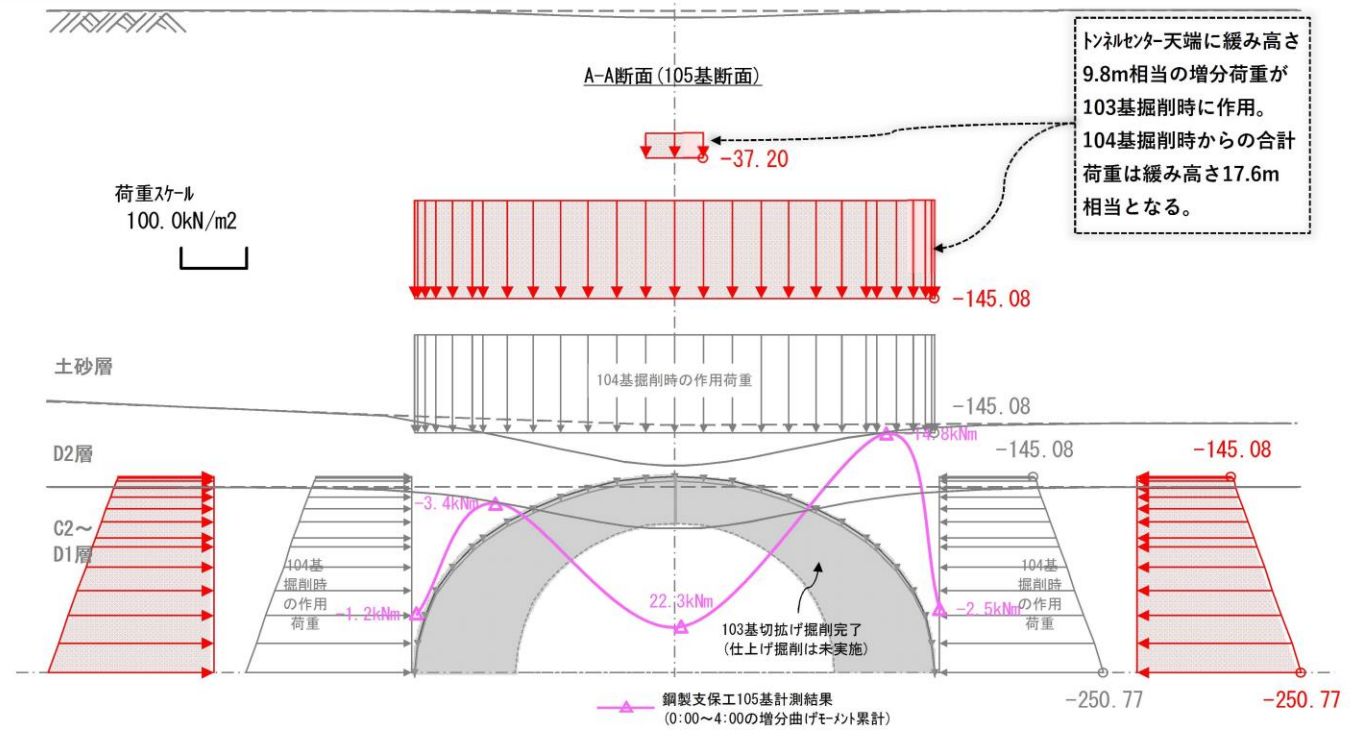 トンネルセンター天端に緩み高さ
9.8m相当の増分荷重が
103基掘削時に作用。
104基掘削時からの合計
荷重は緩み高さ17.6m
相当となる。
A-A断面(105基断面)
-37.20
荷重スケール
100.0kN/m2
-145.08
土砂層
104基掘削時の作用荷重
-145.08
-14.8kNm
D2層
-145.08
-145.08
-3.4kNm
C2〜
D1層
104基
掘削時
の作用
荷重
104基
掘削時
の作用
荷重
-1.2kNm
22.3kNm
-2.5kNm
103基切拡げ掘削完了
(仕上げ掘削は未実施)
-250.77
-250.77
鋼製支保工105基計測結果
(0:00〜4:00の増分曲げモーメント累計)